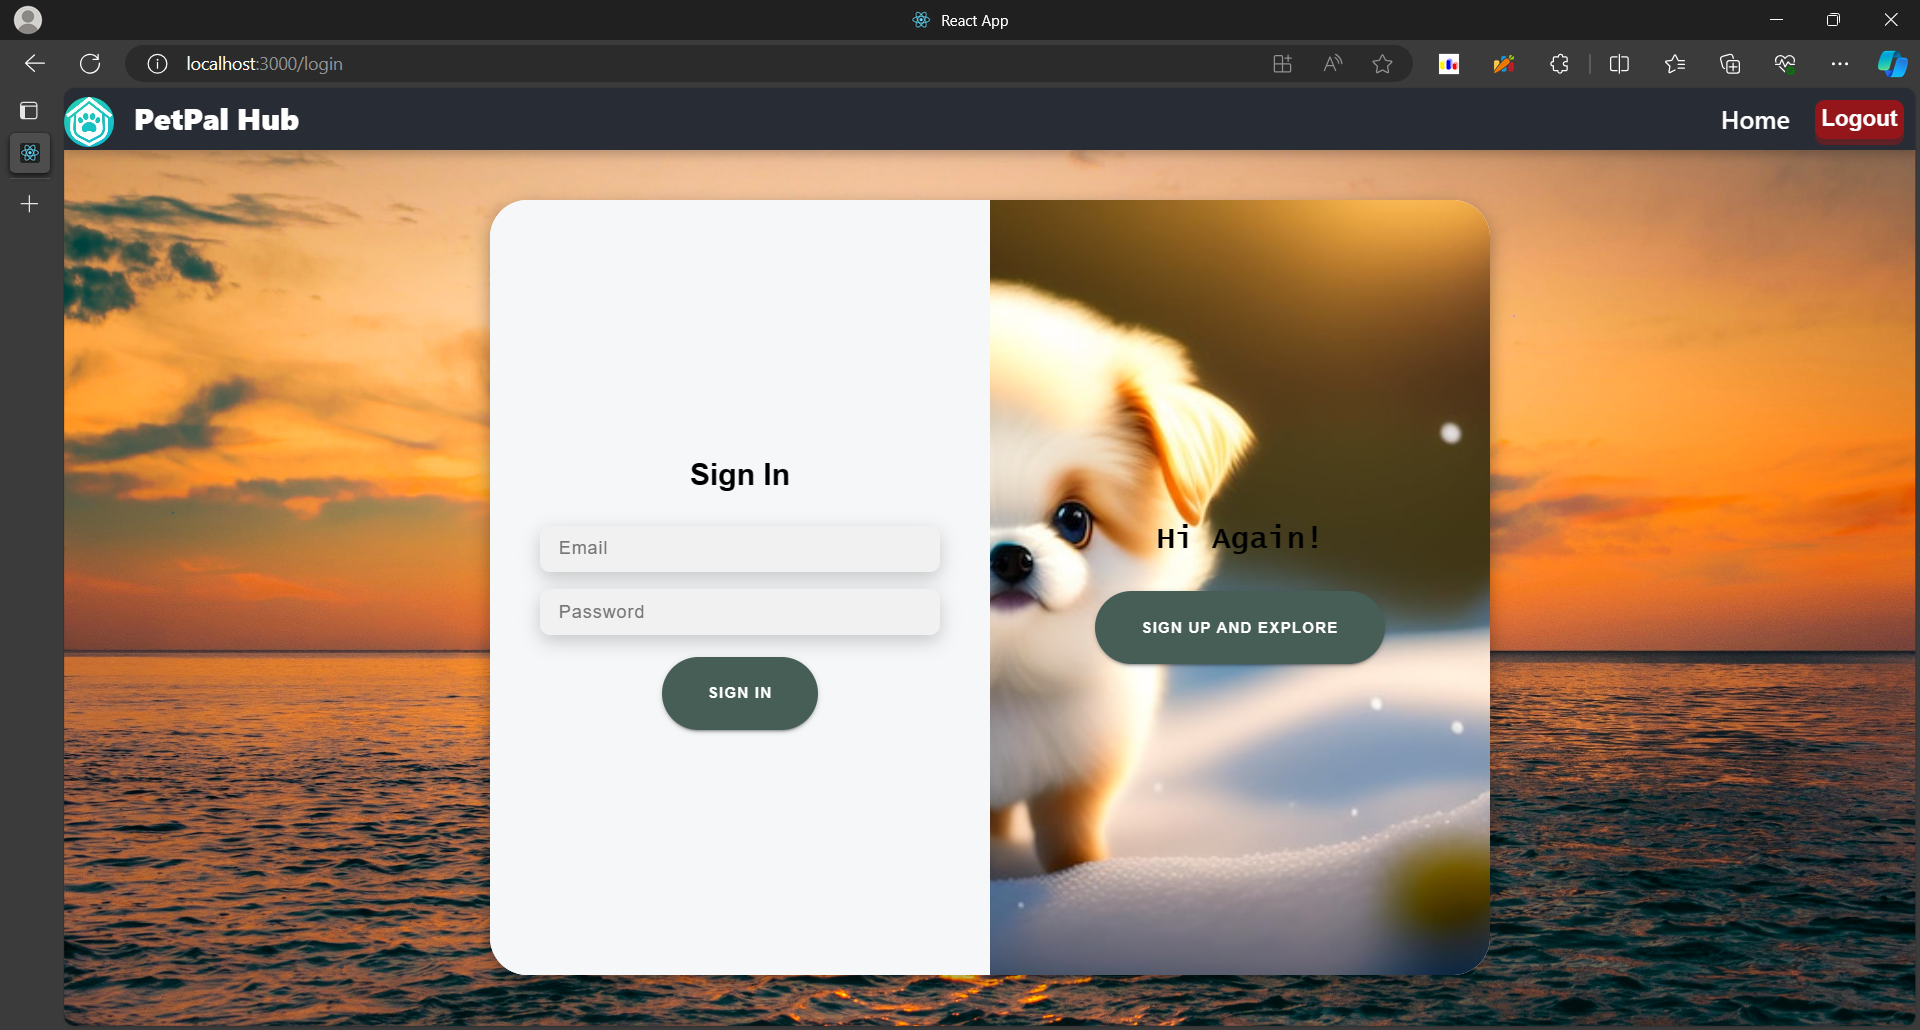 React App
localhost:3000/login
PetPal Hub
Home
Logout
Sign In
Email
Password
SIGN IN
Hi Again!
SIGN UP AND EXPLORE